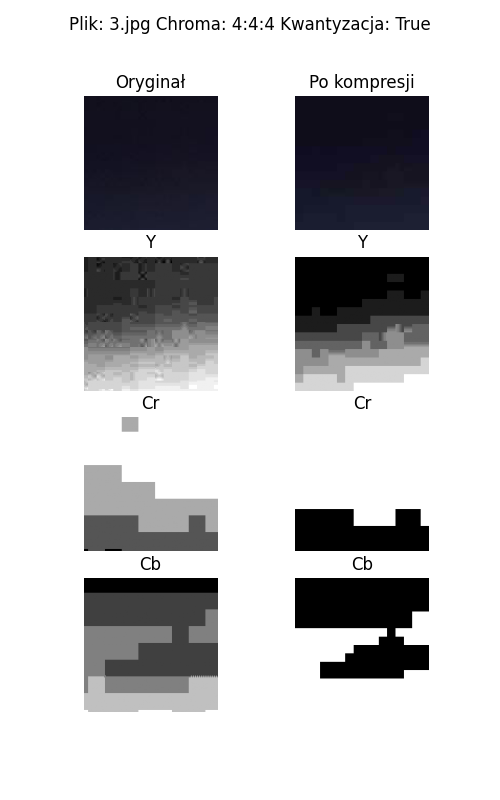 Plik: 3.jpg Chroma: 4:4:4 Kwantyzacja: True
Oryginał
Po kompresji
Y
Y
Cr
Cr
Cb
Cb